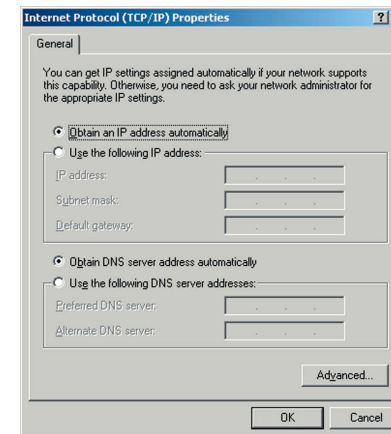 Internet Protocol (TCP/IP) Properties
?
General
You can get IP settings assigned automatically if your network supports
this capability. Otherwise, you need to ask your network administrator for
the appropriate IP settings.
Obtain an IP address automatically
Use the following IP address:
IP address:
Subnet mask:
Default gateway:
Obtain DNS server address automatically
Use the following DNS server addresses:
Preferred DNS server:
Alternate DNS server:
Advanced...
OK Cancel